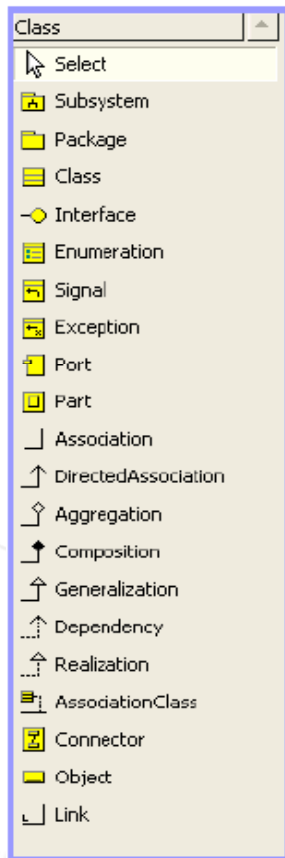 Class
Select
Subsystem
Package
Class
Interface
Enumeration
Signal
Exception
Port
Part
Association
DirectedAssociation
Aggregation
Composition
Generalization
Dependency
Realization
AssociationClass
Connector
Object
Link